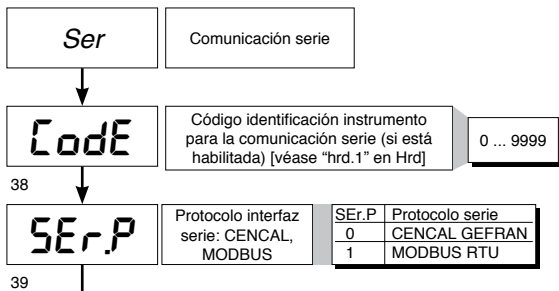 Ser
Comunicación serie
CodE
Código identificación instrumento
para la comunicación serie (si está
habilitada) [véase “hrd.1” en Hrd]
0 ... 9999
38
SEr.P
Protocolo interfaz
serie: CENCAL,
MODBUS
SEr.P Protocolo serie
0 CENCAL GEFRAN
1 MODBUS RTU
39